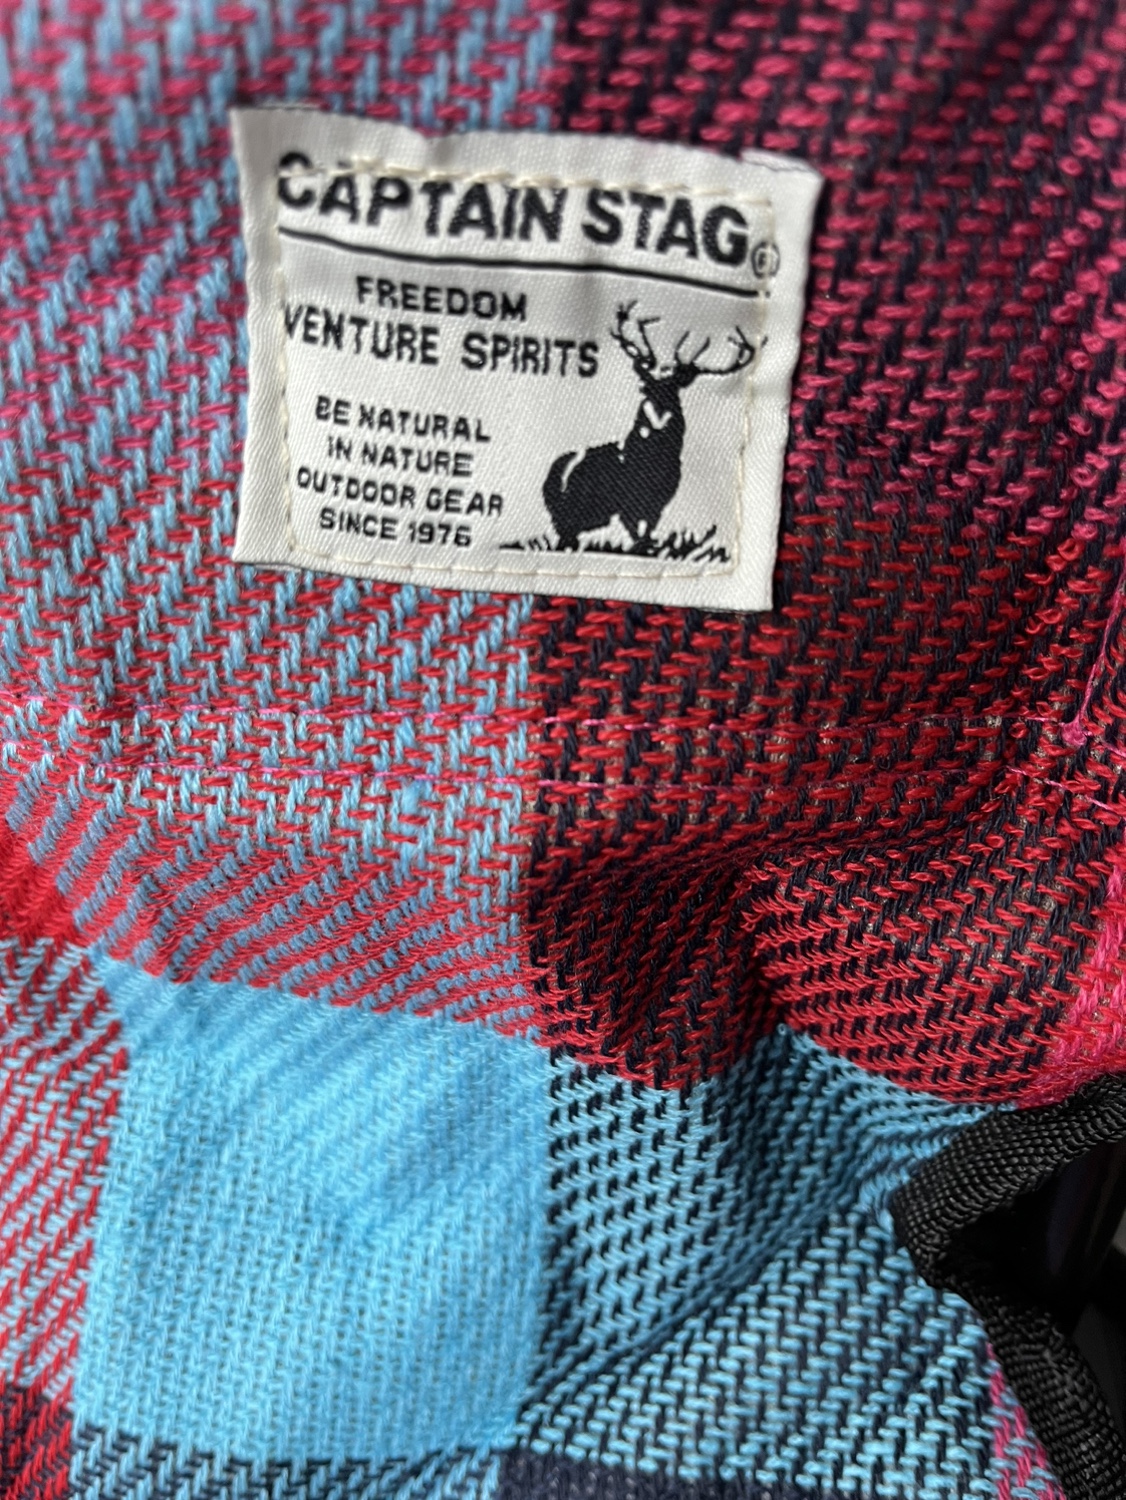 CAPTAIN STAG®
FREEDOM
VENTURE SPIRITS
BE NATURAL
IN NATURE
OUTDOOR GEAR
SINCE 1976